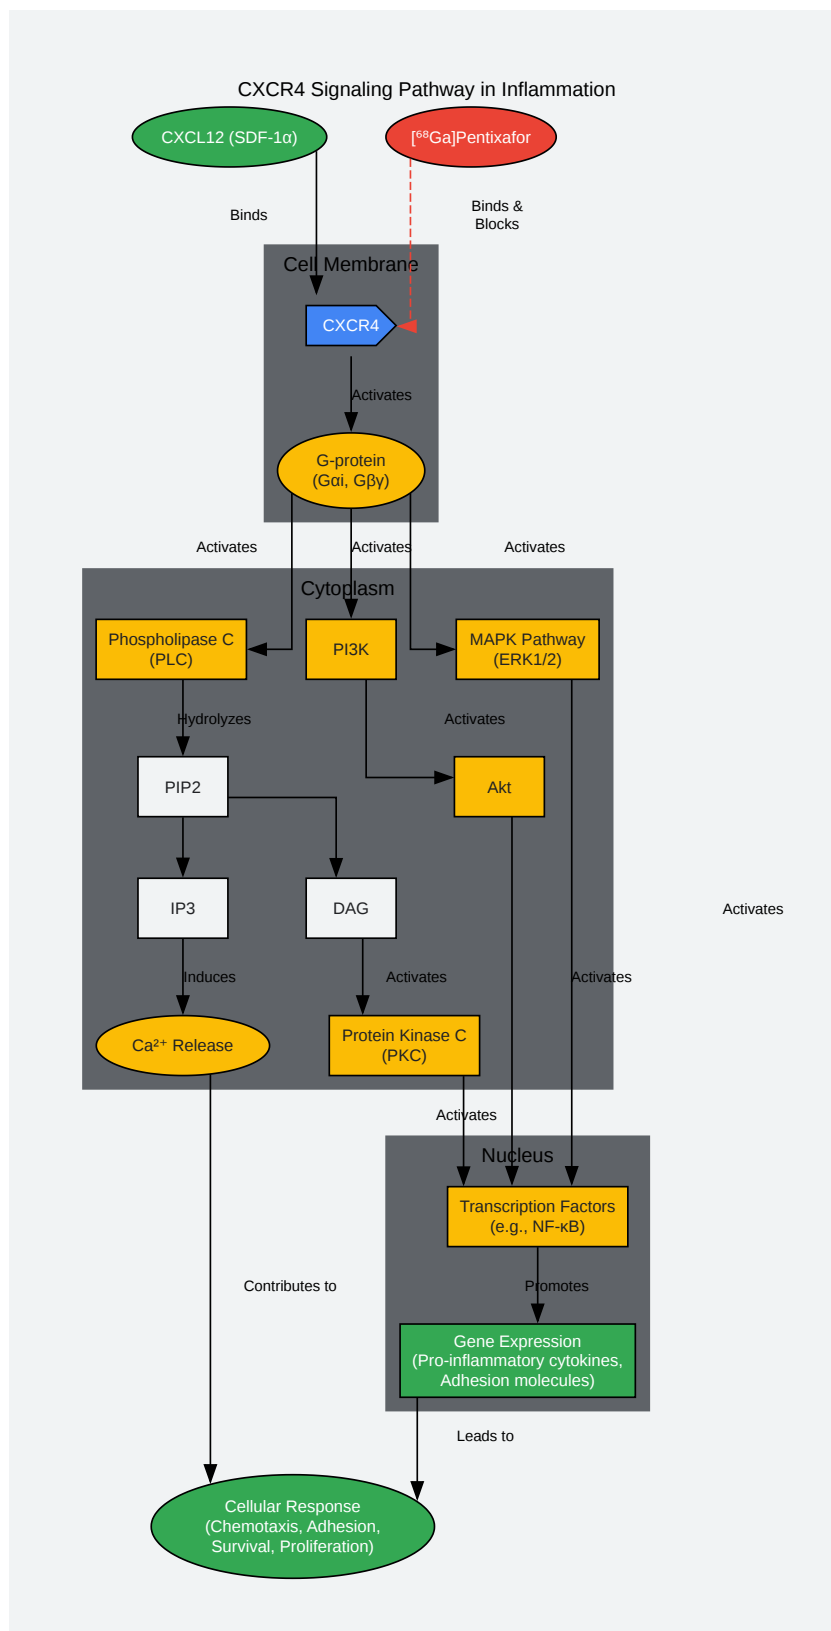 CXCR4 Signaling Pathway in Inflammation
CXCL12 (SDF-1α)
[⁶⁸Ga]Pentixafor
Binds
Binds &
Blocks
Cell Membrane
CXCR4
Activates
G-protein
(Gαi, Gβγ)
Activates
Activates
Activates
Cytoplasm
Phospholipase C
(PLC)
PI3K
MAPK Pathway
(ERK1/2)
Hydrolyzes
Activates
PIP2
Akt
IP3
DAG
Activates
Induces
Activates
Activates
Ca²⁺ Release
Protein Kinase C
(PKC)
Activates
Nucleus
Transcription Factors
(e.g., NF-κB)
Contributes to
Promotes
Gene Expression
(Pro-inflammatory cytokines,
Adhesion molecules)
Leads to
Cellular Response
(Chemotaxis, Adhesion,
Survival, Proliferation)